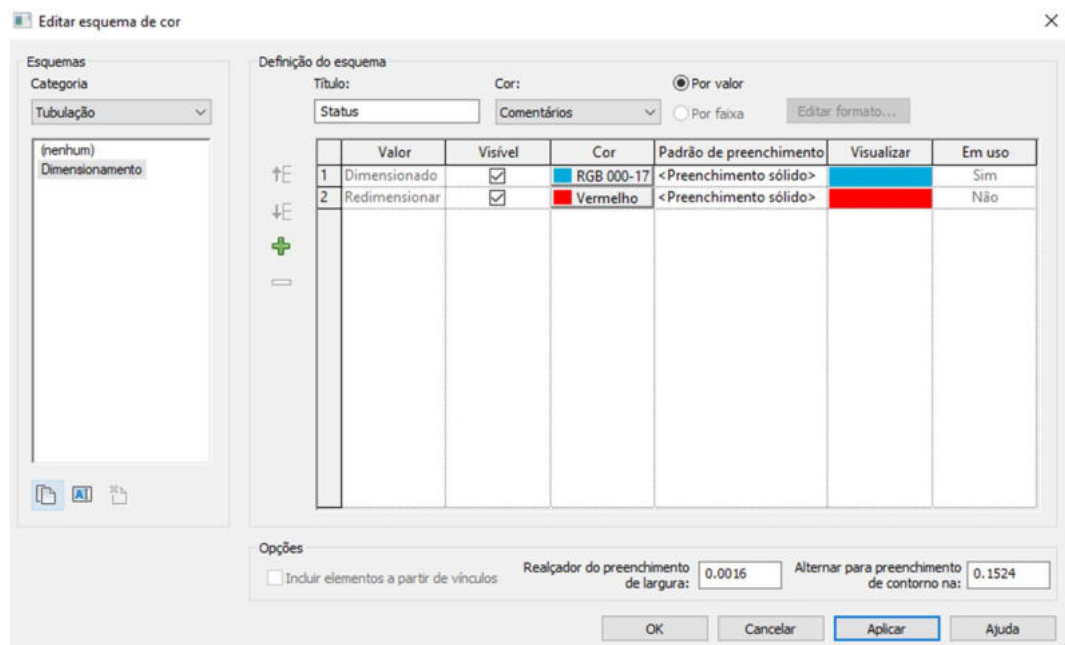 Editar esquema de cor
Esquemas
Categoria
Tubulação
(nenhum)
Dimensionamento
Definição do esquema
Título:
Cor:
Status
Comentários
Por valor
Por faixa
Editar formato...
Valor Visível Cor Padrão de preenchimento Visualizar Em uso
1 Dimensionado RGB 000-17 <Preenchimento sólido> Sim
2 Redimensionar Vermelho <Preenchimento sólido> Não
Opções
Incluir elementos a partir de vínculos
Realçador do preenchimento
de largura:
0.0016
Alternar para preenchimento
de contorno na:
0.1524
OK Cancelar Aplicar Ajuda